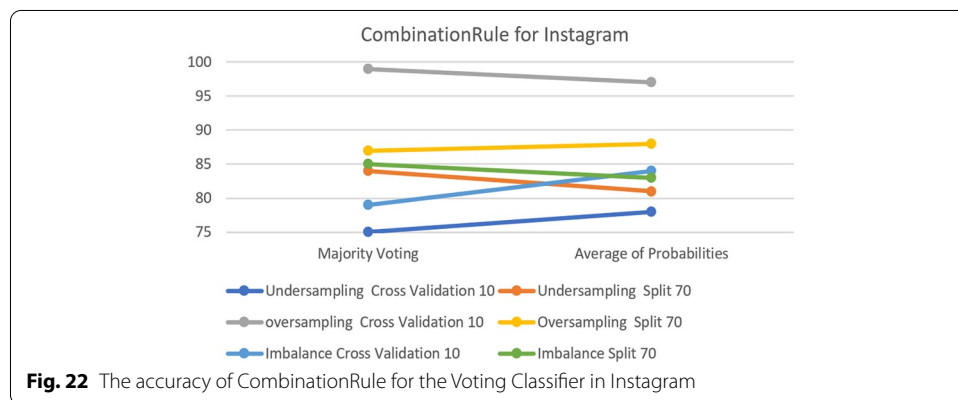 CombinationRule for Instagram
100
95
90
85
80
75
Majority Voting Average of Probabilities
Undersampling Cross Validation 10 Undersampling Split 70
oversampling Cross Validation 10 Oversampling Split 70
Imbalance Cross Validation 10 Imbalance Split 70
Fig. 22 The accuracy of CombinationRule for the Voting Classifier in Instagram